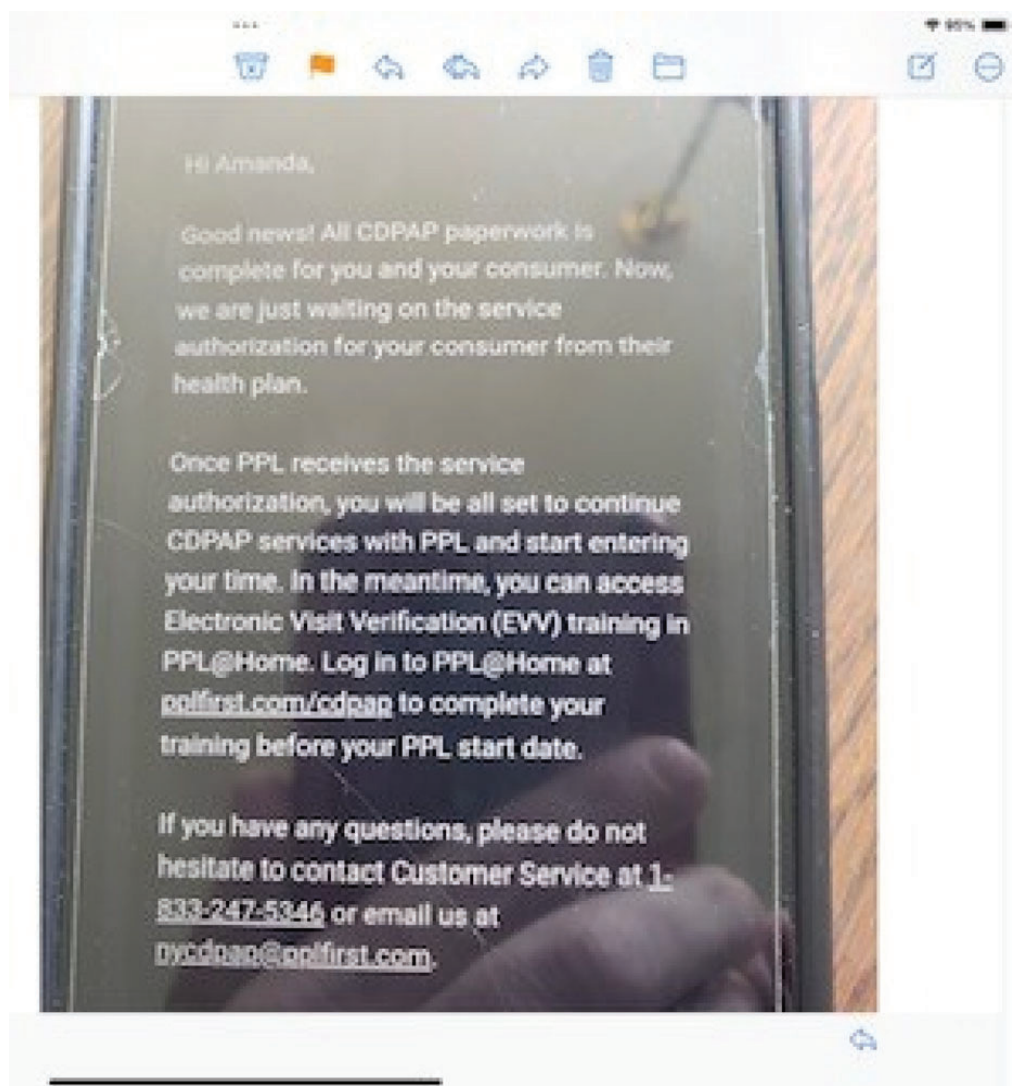 95%
Hi Amanda,
Good news! All CDPAP paperwork is
complete for you and your consumer. Now,
we are just waiting on the service
authorization for your consumer from their
health plan.
Once PPL receives the service
authorization, you will be all set to continue
CDPAP services with PPL and start entering
your time. In the meantime, you can access
Electronic Visit Verification (EVV) training in
PPL@Home. Log in to PPL@Home at
pplfirst.com/cdpap to complete your
training before your PPL start date.
If you have any questions, please do not
hesitate to contact Customer Service at 1-
833-247-5346 or email us at
nycdpap@pplfirst.com.